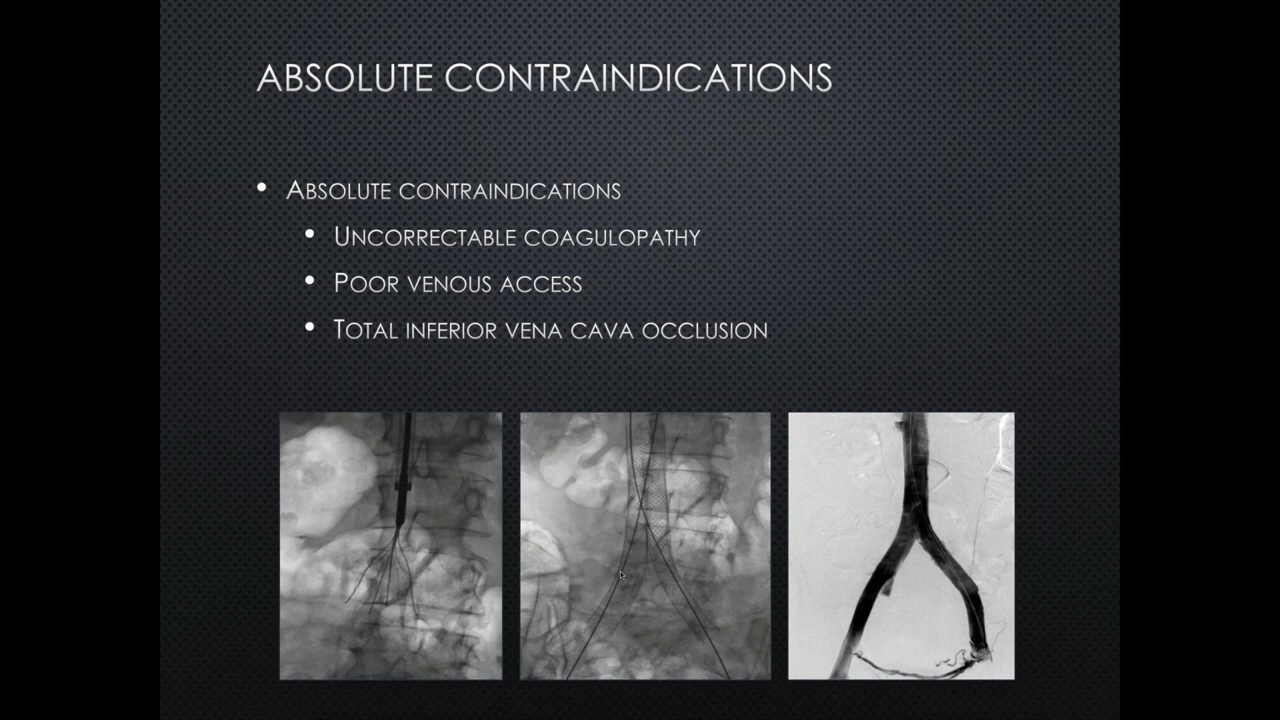 ABSOLUTE CONTRAINDICATIONS
• ABSOLUTE CONTRAINDICATIONS
• UNCORRECTABLE COAGULOPATHY
• POOR VENOUS ACCESS
• TOTAL INFERIOR VENA CAVA OCCLUSION